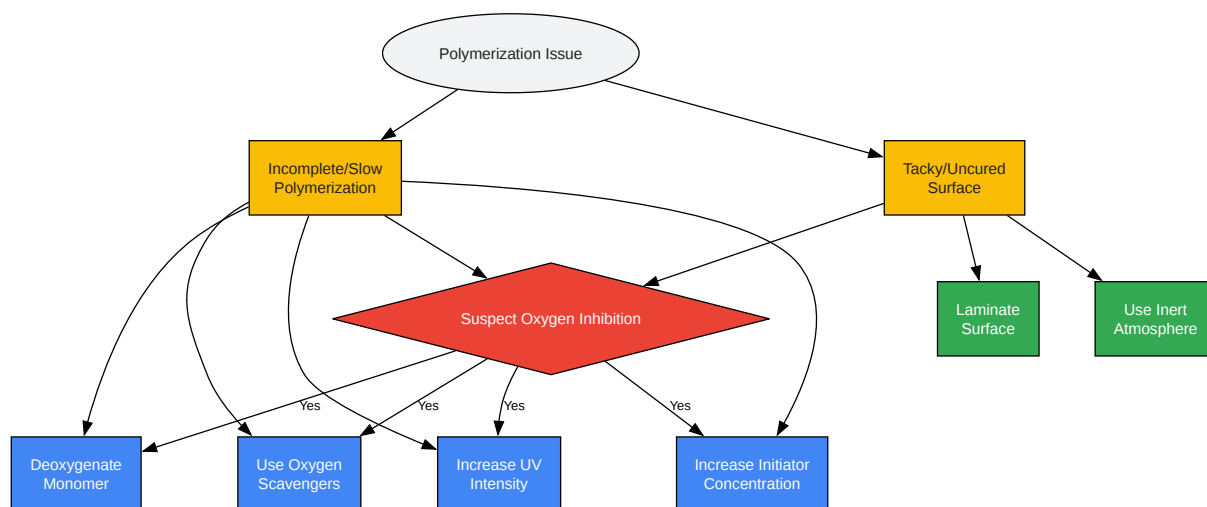 Polymerization Issue
Incomplete/Slow
Polymerization
Tacky/Uncured
Surface
Suspect Oxygen Inhibition
Laminate
Surface
Use Inert
Atmosphere
Yes
Yes
Yes
Yes
Deoxygenate
Monomer
Use Oxygen
Scavengers
Increase UV
Intensity
Increase Initiator
Concentration